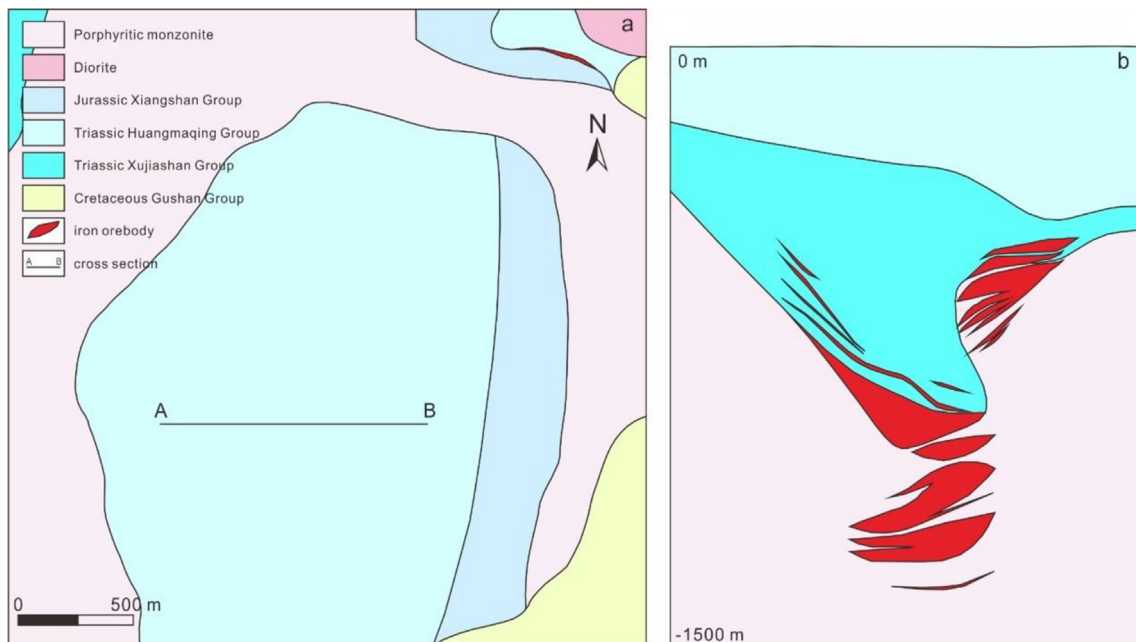 a
Porphyritic monzonite
Diorite
Jurassic Xiangshan Group
Triassic Huangmaqing Group
Triassic Xujiashan Group
Cretaceous Gushan Group
iron orebody
A B
cross section
N
A B
0 500 m
b
0 m
-1500 m